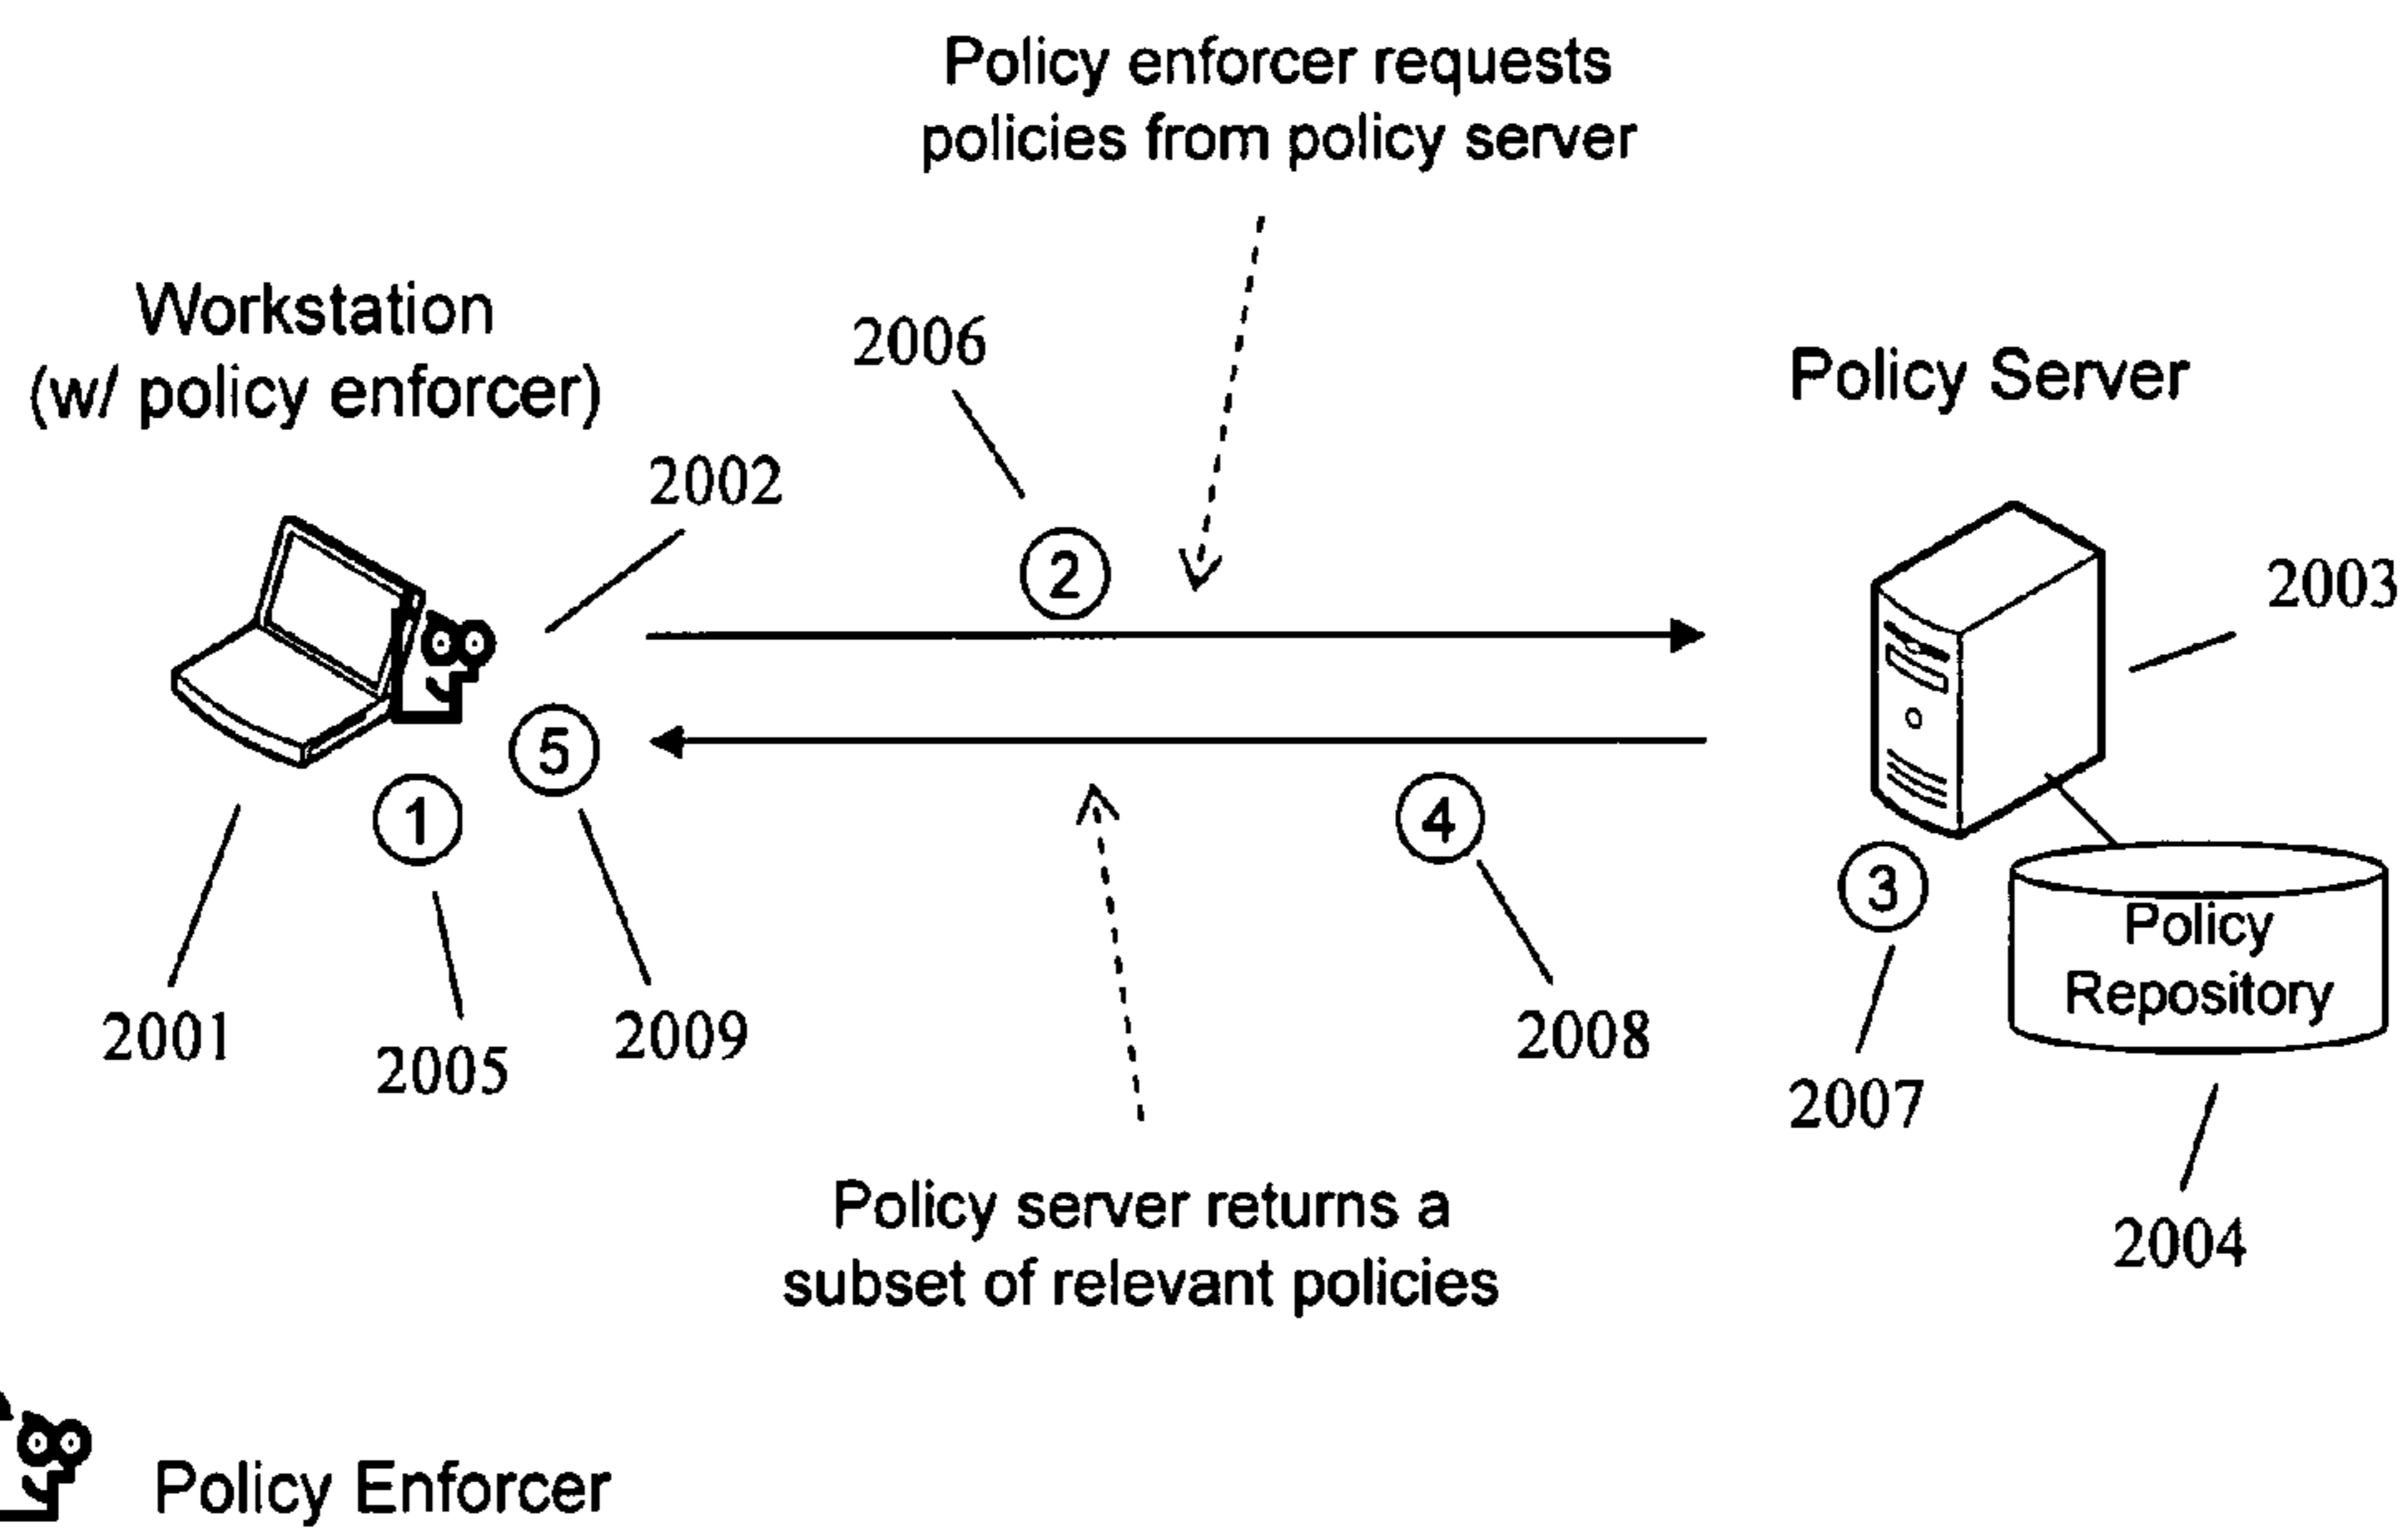 Policy enforcer requests
policies from policy server
Workstation
(w/ policy enforcer)
2006
Policy Server
2002
2
2003
5
1
4
3
Policy
Repository
2001
2005
2009
2008
2007
2004
Policy server returns a
subset of relevant policies
Policy Enforcer